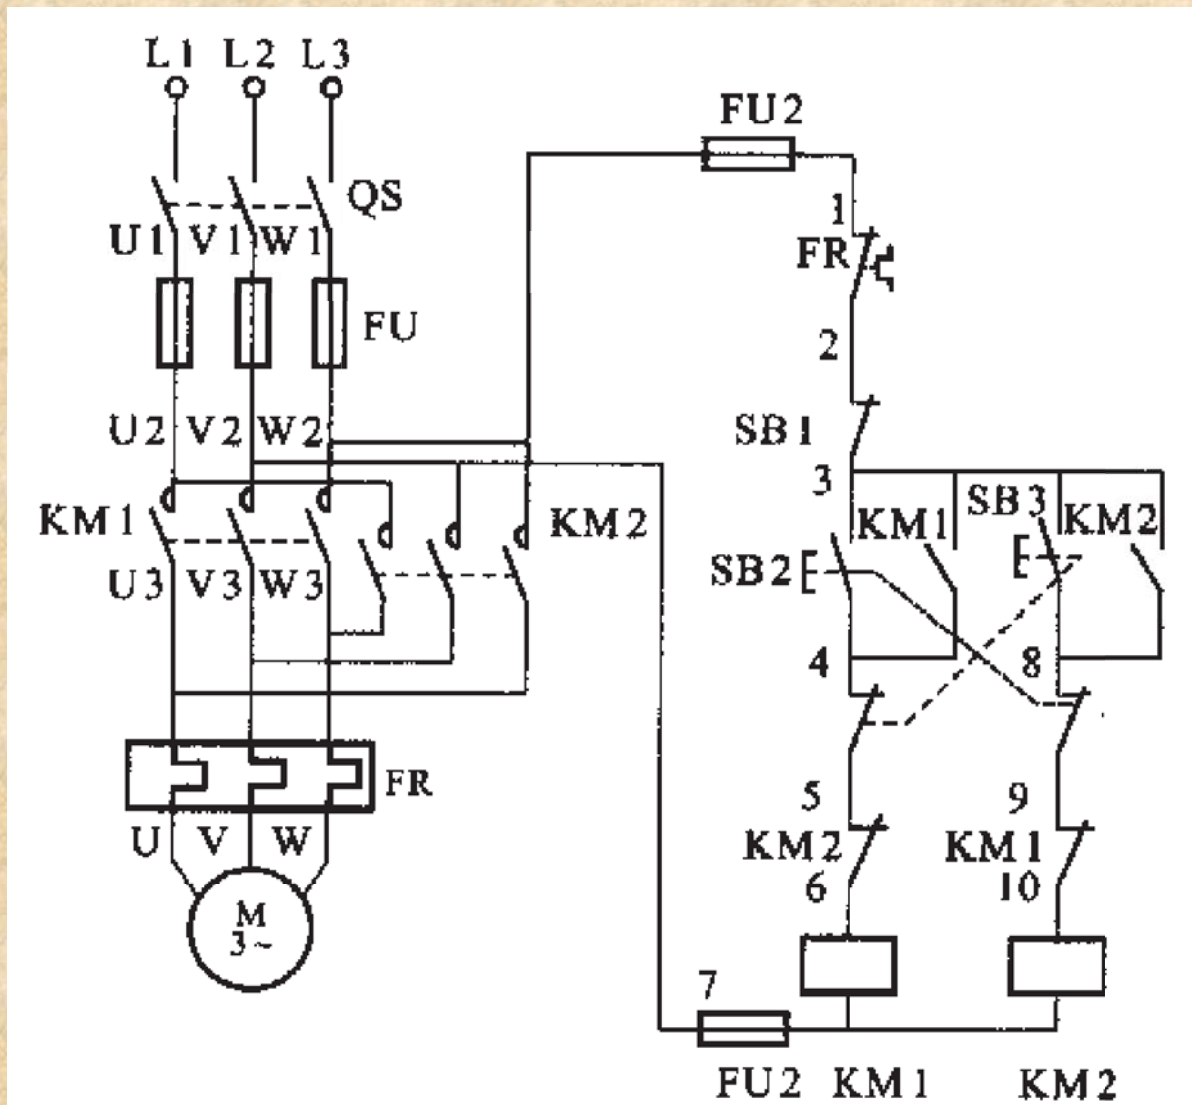 L1 L2 L3
FU2
QS
U1 V1 W1
1
FR
FU
2
U2 V2 W2
SB1
3
KM1
KM2
KM1
SB3
KM2
U3 V3 W3
SB2
4
8
FR
5
9
U V W
KM2
KM1
6
10
M
3~
7
FU2
KM1
KM2